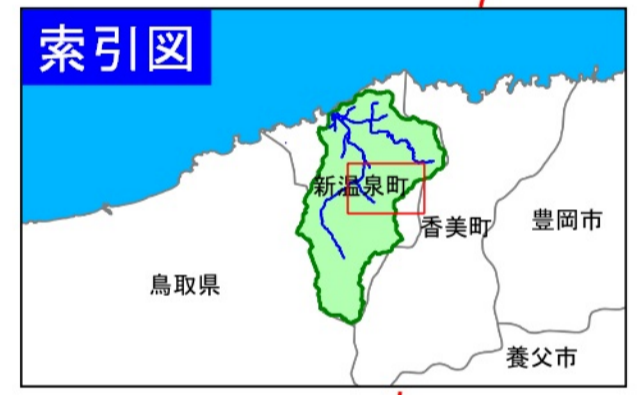 索引図
新温泉町
香美町
豊岡市
鳥取県
養父市